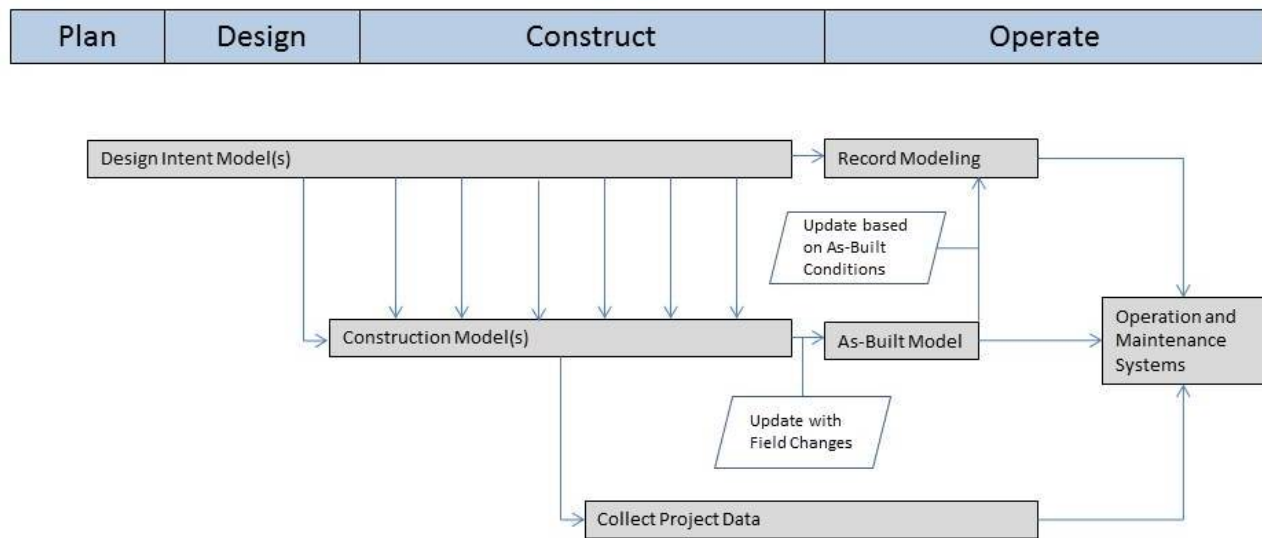 Plan Design Construct Operate
Design Intent Model(s)
Record Modeling
Update based
on As-Built
Conditions
Construction Model(s)
As-Built Model
Operation and
Maintenance
Systems
Update with
Field Changes
Collect Project Data